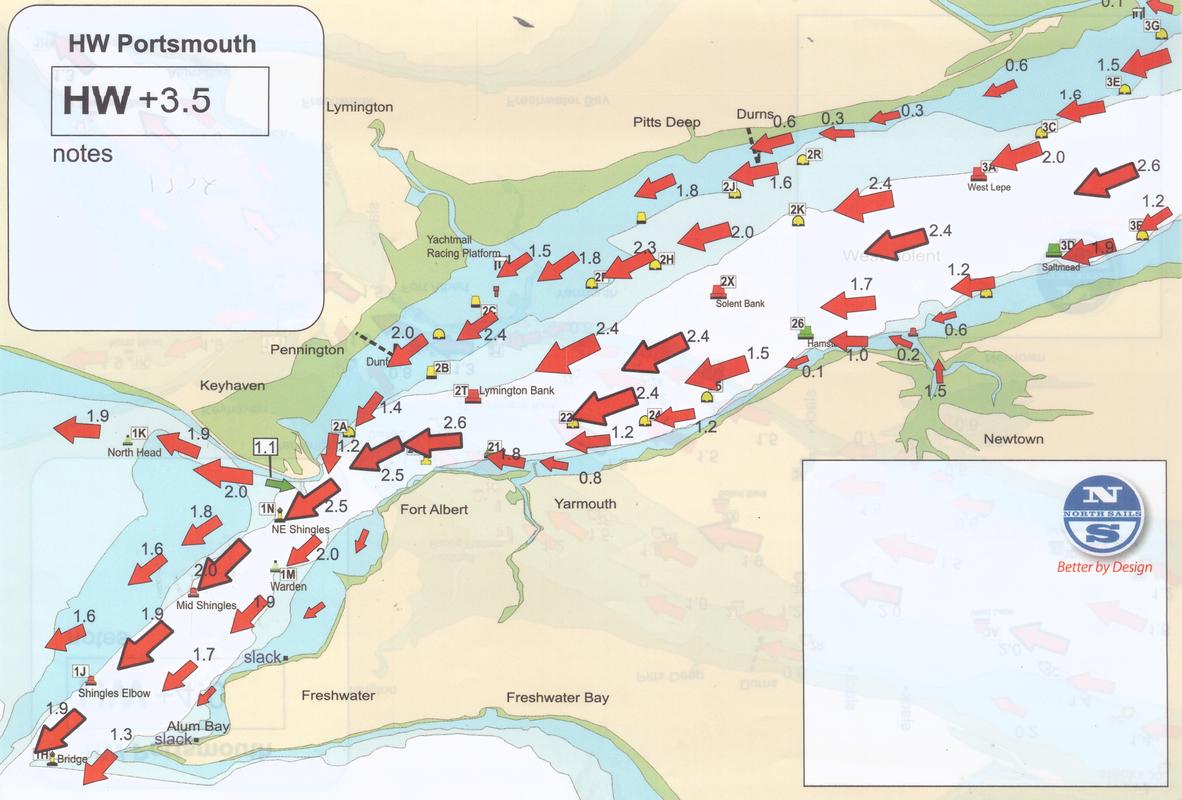 HW Portsmouth
HW +3.5
notes
Lymington
Pitts Deep
Durns
0.6
0.3
0.3
0.6
1.5
1.6
0.1
3G
3E
3C
2.0
2.6
3A
West Lepe
1.2
1.9
3D
Saltmead
2R
2J
1.6
1.8
2K
2.4
2.4
2.0
2.3
2H
1.8
1.5
Yachtmail
Racing Platform
West Solent
2X
Solent Bank
1.7
1.2
0.6
26
1.0
0.2
0.1
1.5
Newtown
2.4
2.0
2.4
2.4
1.5
2B
2T
Lymington Bank
Pennington
Keyhaven
1.4
2.4
22
24
1.2
1.2
2A
1.2
2.6
2.5
21
1.8
0.8
Yarmouth
Fort Albert
1.9
1K
North Head
1.9
2.0
1.1
1N
NE Shingles
2.5
1.8
1.6
2.0
2.0
1M
Warden
Mid Shingles
1.9
1.9
1.6
1.7
slack
1J
Shingles Elbow
Freshwater
Freshwater Bay
Alum Bay
slack
1.9
1.3
Bridge
N
NORTH SAILS
S
Better by Design